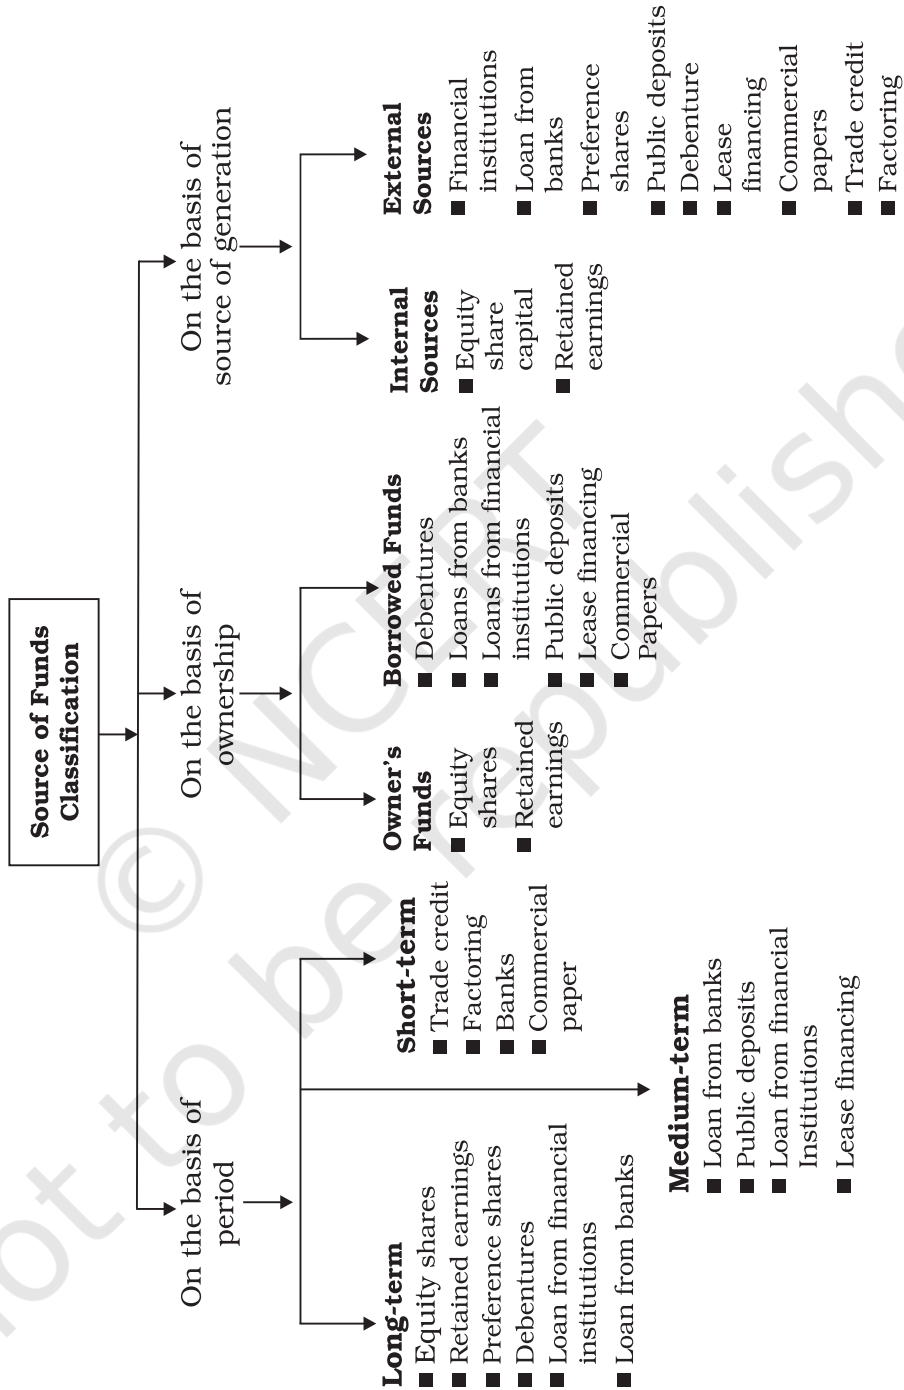 Source of Funds
Classification
On the basis of
period
Long-term
■ Equity shares
■ Retained earnings
■ Preference shares
■ Debentures
■ Loan from financial
institutions
■ Loan from banks
Medium-term
■ Loan from banks
■ Public deposits
■ Loan from financial
Institutions
■ Lease financing
Short-term
■ Trade credit
■ Factoring
■ Banks
■ Commercial
paper
On the basis of
ownership
Owner's
Funds
■ Equity
shares
■ Retained
earnings
Borrowed Funds
■ Debentures
■ Loans from banks
■ Loans from financial
institutions
■ Public deposits
■ Lease financing
■ Commercial
Papers
On the basis of
source of generation
Internal
Sources
■ Equity
share
capital
■ Retained
earnings
External
Sources
■ Financial
institutions
■ Loan from
banks
■ Preference
shares
■ Public deposits
■ Debenture
■ Lease
financing
■ Commercial
papers
■ Trade credit
■ Factoring
© NCERT
not to be republishe